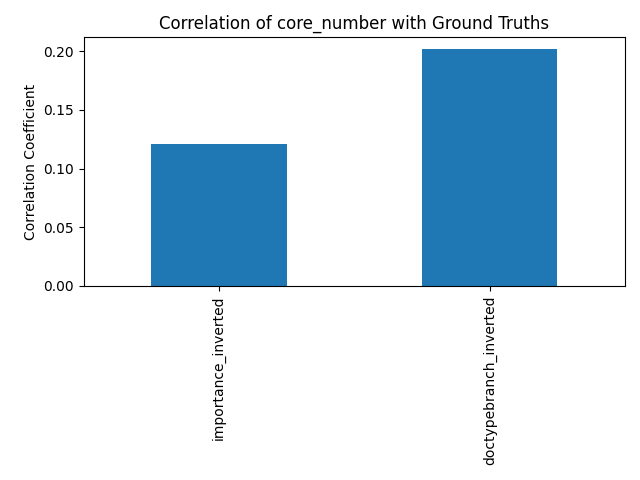 Correlation of core_number with Ground Truths
Correlation Coefficient
0.20
0.15
0.10
0.05
0.00
importance_inverted
doctypebranch_inverted